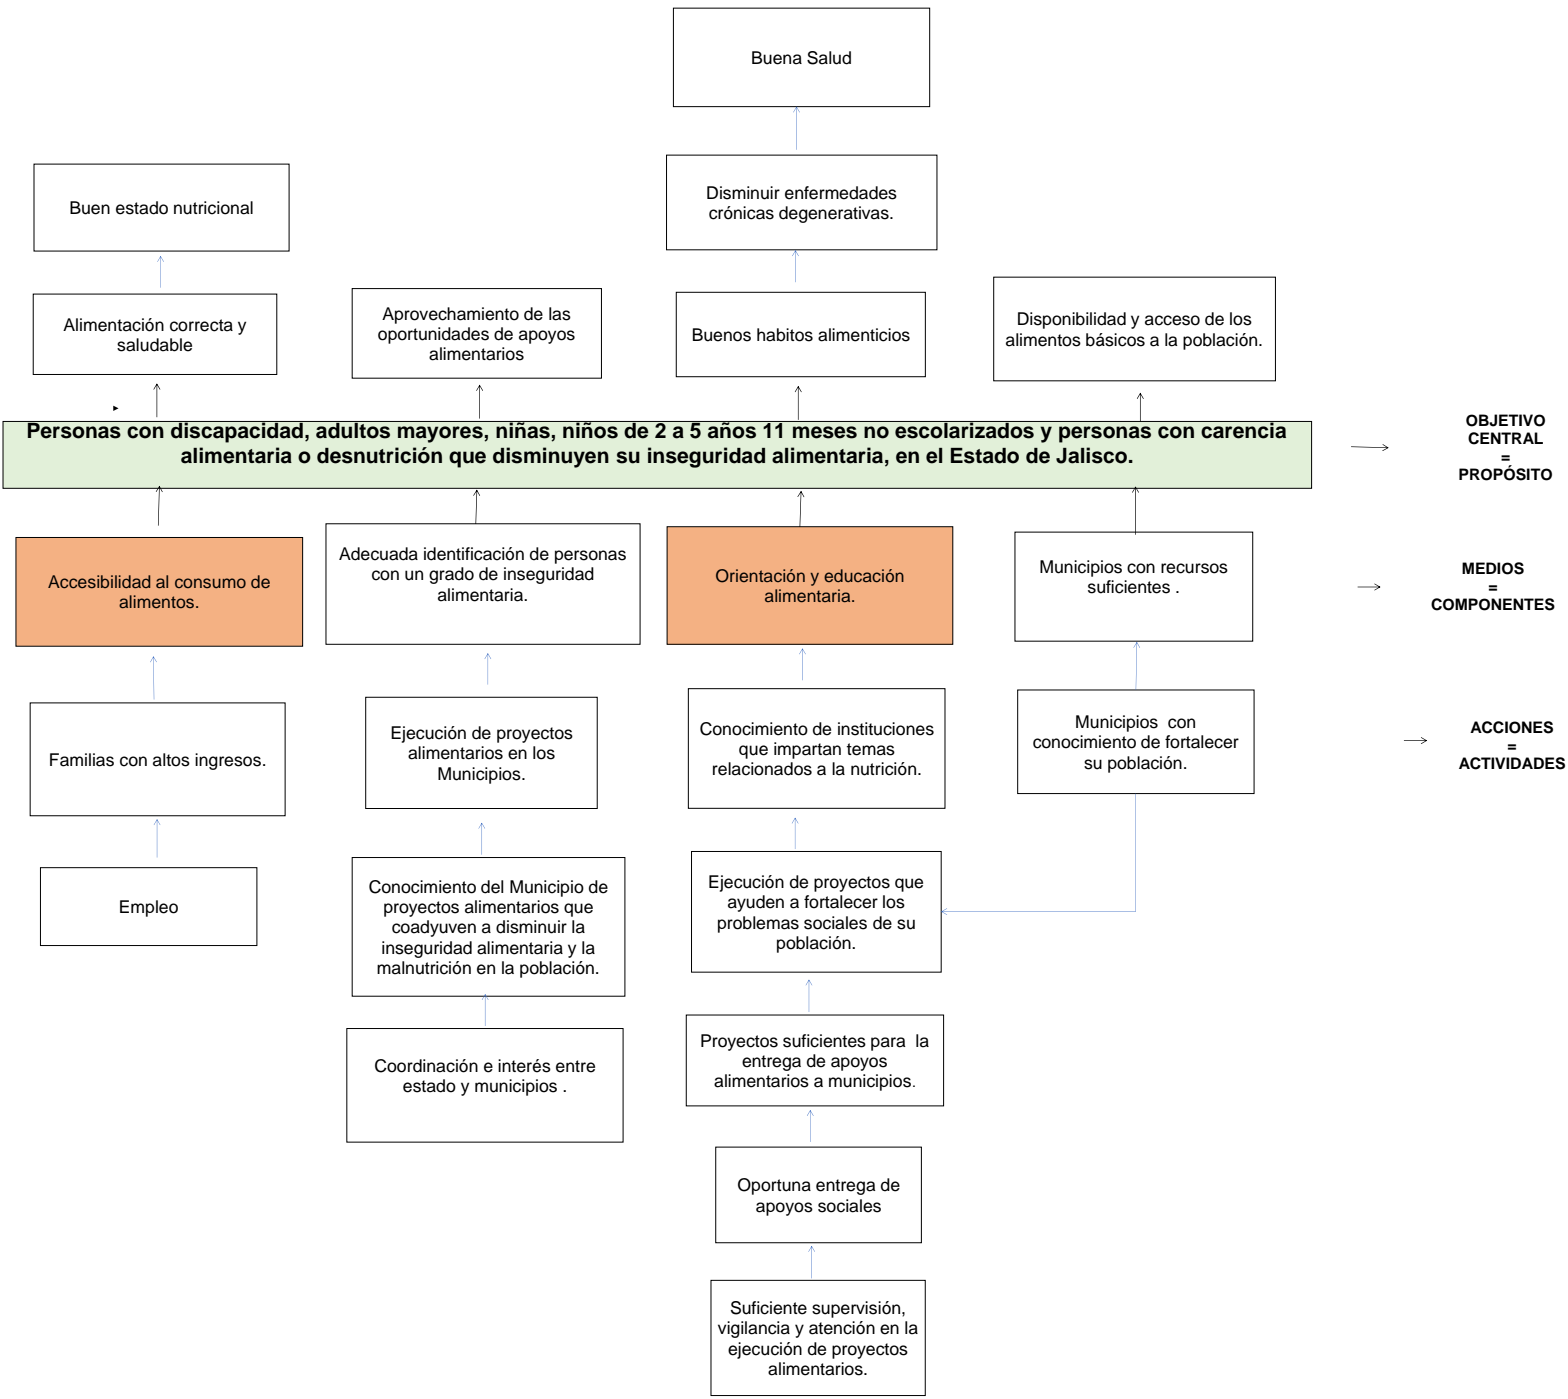 Buena Salud
Disminuir enfermedades
crónicas degenerativas.
Buen estado nutricional
Alimentación correcta y
saludable
Aprovechamiento de las
oportunidades de apoyos
alimentarios
Buenos habitos alimenticios
Disponibilidad y acceso de los
alimentos básicos a la población.
Personas con discapacidad, adultos mayores, niñas, niños de 2 a 5 años 11 meses no escolarizados y personas con carencia
alimentaria o desnutrición que disminuyen su inseguridad alimentaria, en el Estado de Jalisco.
OBJETIVO
CENTRAL
=
PROPÓSITO
Accesibilidad al consumo de
alimentos.
Adecuada identificación de personas
con un grado de inseguridad
alimentaria.
Orientación y educación
alimentaria.
Municipios con recursos
suficientes .
MEDIOS
=
COMPONENTES
Familias con altos ingresos.
Ejecución de proyectos
alimentarios en los
Municipios.
Conocimiento de instituciones
que impartan temas
relacionados a la nutrición.
Municipios  con
conocimiento de fortalecer
su población.
ACCIONES
=
ACTIVIDADES
Empleo
Conocimiento del Municipio de
proyectos alimentarios que
coadyuven a disminuir la
inseguridad alimentaria y la
malnutrición en la población.
Ejecución de proyectos que
ayuden a fortalecer los
problemas sociales de su
población.
Coordinación e interés entre
estado y municipios .
Proyectos suficientes para  la
entrega de apoyos
alimentarios a municipios.
Oportuna entrega de
apoyos sociales
Suficiente supervisión,
vigilancia y atención en la
ejecución de proyectos
alimentarios.